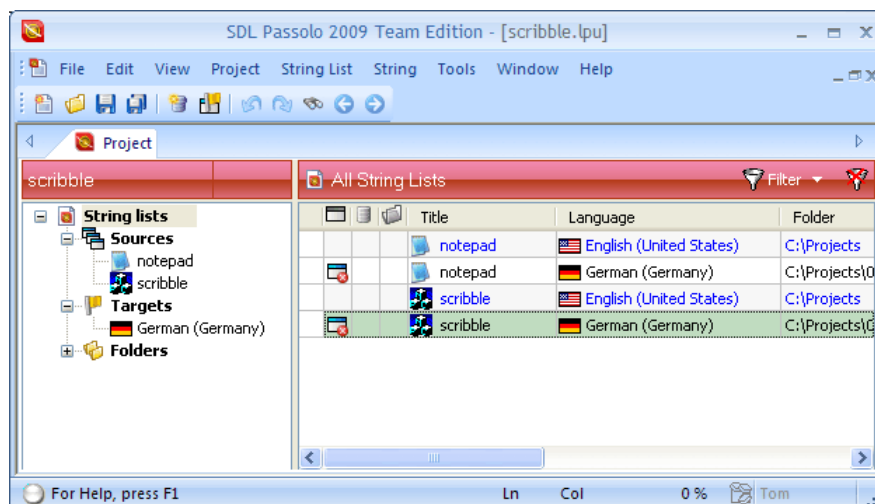 SDL Passolo 2009 Team Edition - [scribble.lpu]
File Edit View Project String List String Tools Window Help
Project
scribble
All String Lists Filter
String lists
Sources
notepad
scribble
Targets
German (Germany)
Folders
Title Language Folder
notepad English (United States) C:\Projects
notepad German (Germany) C:\Projects\0
scribble English (United States) C:\Projects
scribble German (Germany) C:\Projects\
For Help, press F1 Ln Col 0 % Tom